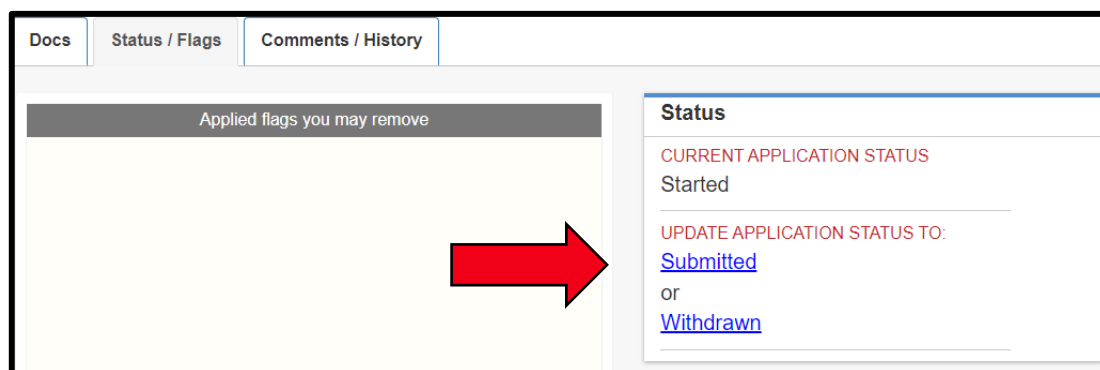 Docs Status / Flags Comments / History
Applied flags you may remove
Status
CURRENT APPLICATION STATUS
Started
UPDATE APPLICATION STATUS TO:
Submitted
or
Withdrawn